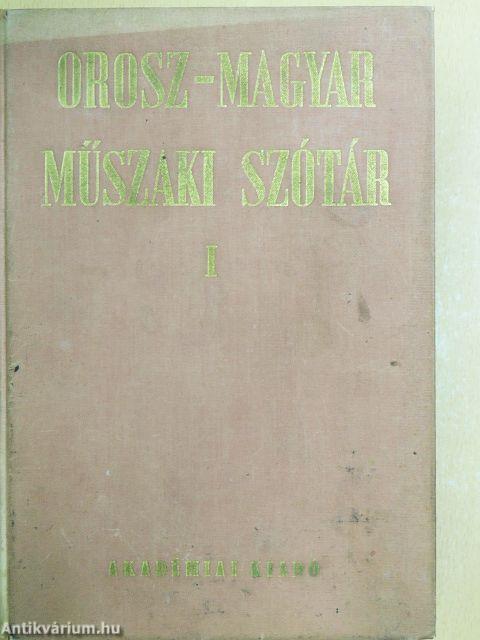 OROSZ-MAGYAR
MŰSZAKI SZÓTÁR
I
AKADÉMIAI KIADÓ
Antikvárium.hu